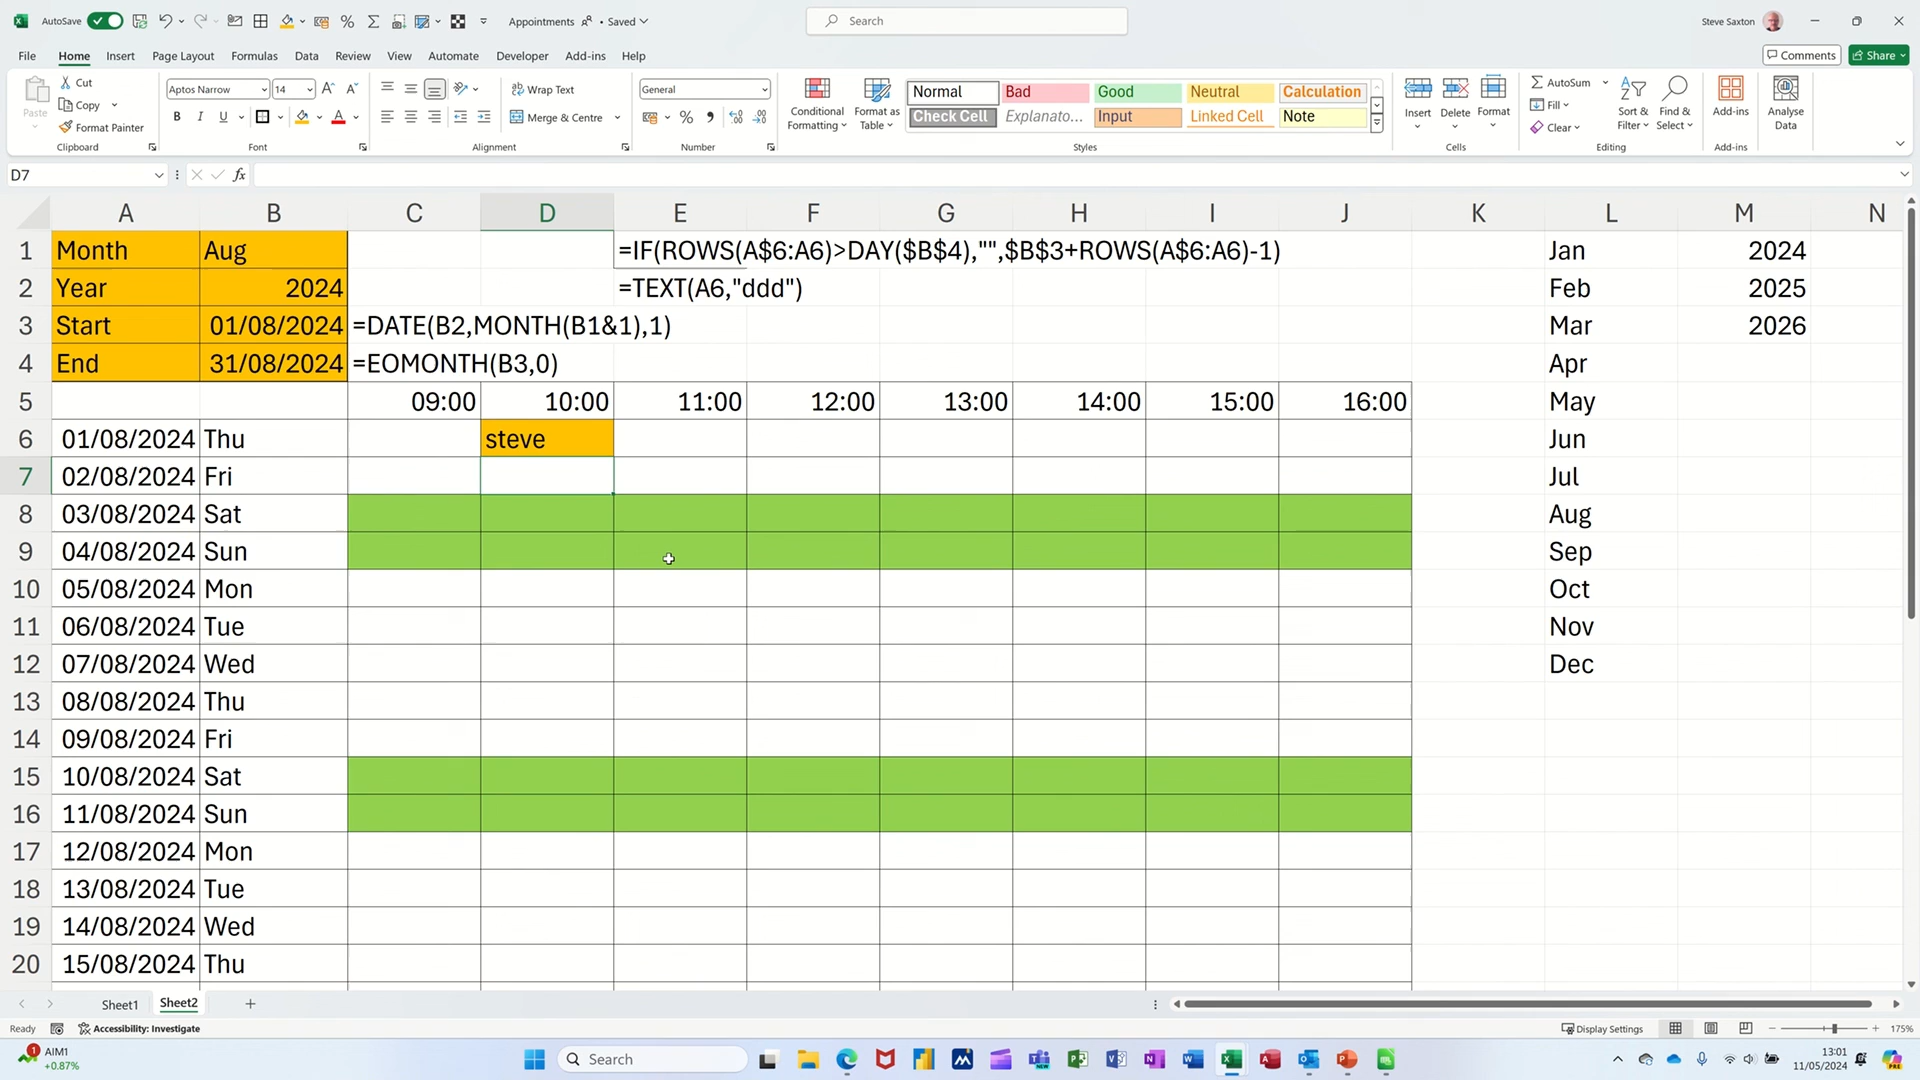 AutoSave Appointments • Saved Search Steve Saxton
File Home Insert Page Layout Formulas Data Review View Automate Developer Add-ins Help Comments Share
Paste Cut Copy Format Painter Clipboard
Aptos Narrow 14 B I U A Font
Wrap Text Merge & Centre Alignment
General % Number
Conditional Formatting Format as Table
Normal Bad Good Neutral Calculation
Check Cell Explanato... Input Linked Cell Note
Styles
Insert Delete Format Cells
AutoSum Fill Clear Sort & Filter Find & Select Editing
Add-ins Add-ins
Analyse Data
D7 fx
A B C D E F G H I J K L M N
1 Month Aug =IF(ROWS(A$6:A6)>DAY($B$4),"",$B$3+ROWS(A$6:A6)-1) Jan 2024
2 Year 2024 =TEXT(A6,"ddd") Feb 2025
3 Start 01/08/2024 =DATE(B2,MONTH(B1&1),1) Mar 2026
4 End 31/08/2024 =EOMONTH(B3,0) Apr
5 09:00 10:00 11:00 12:00 13:00 14:00 15:00 16:00 May
6 01/08/2024 Thu steve Jun
7 02/08/2024 Fri Jul
8 03/08/2024 Sat Aug
9 04/08/2024 Sun Sep
10 05/08/2024 Mon Oct
11 06/08/2024 Tue Nov
12 07/08/2024 Wed Dec
13 08/08/2024 Thu
14 09/08/2024 Fri
15 10/08/2024 Sat
16 11/08/2024 Sun
17 12/08/2024 Mon
18 13/08/2024 Tue
19 14/08/2024 Wed
20 15/08/2024 Thu
Sheet1 Sheet2
Ready Accessibility: Investigate Display Settings 175%
1 AIM1 Search 13:01
+0.87% 11/05/2024